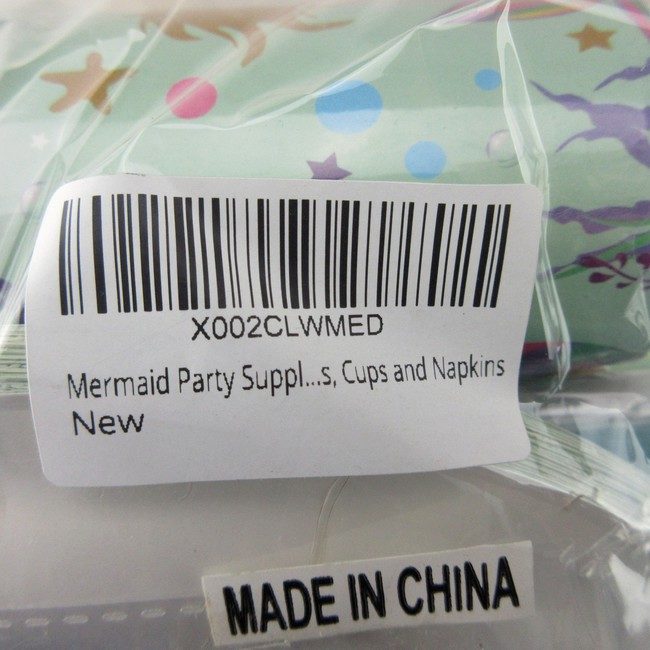 X002CLWMED
Mermaid Party Suppl...s, Cups and Napkins
New
MADE IN CHINA